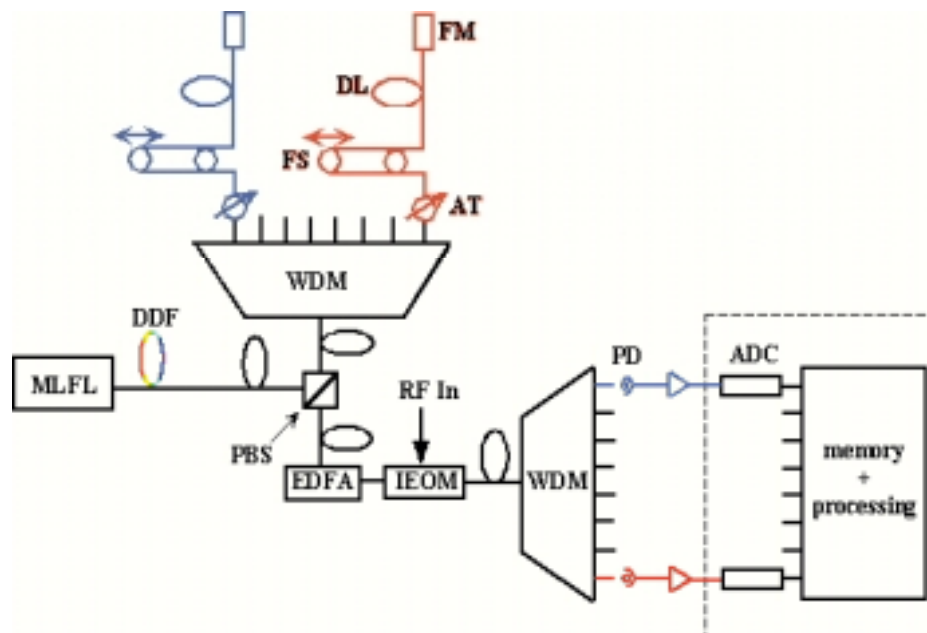 FM
DL
FS
AT
WDM
DDF
MLFL
PBS
RF In
EDFA
IEOM
WDM
PD
ADC
memory
+
processing